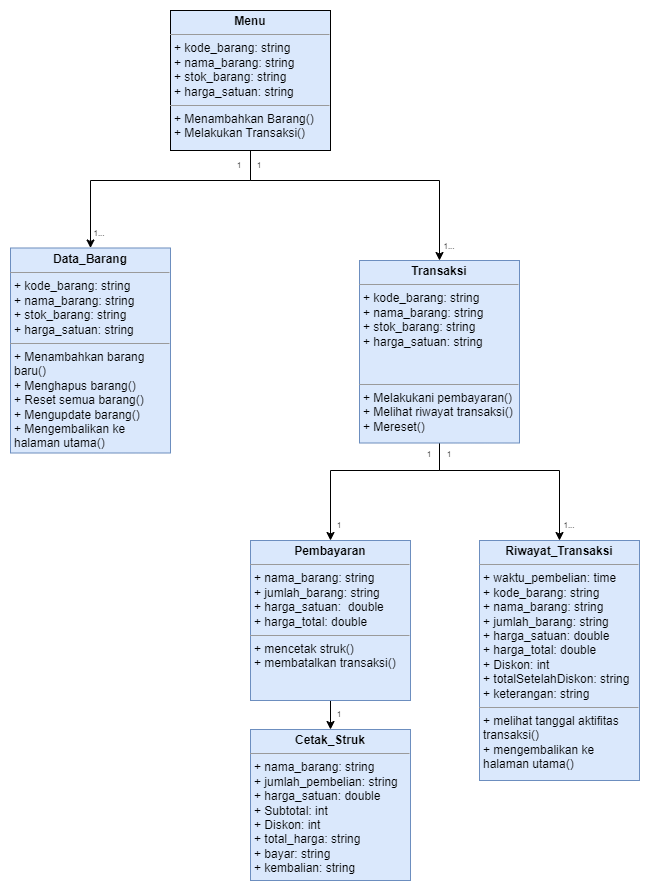 Menu
+ kode_barang: string
+ nama_barang: string
+ stok_barang: string
+ harga_satuan: string
+ Menambahkan Barang()
+ Melakukan Transaksi()
1
1
1...
1...
Data_Barang
+ kode_barang: string
+ nama_barang: string
+ stok_barang: string
+ harga_satuan: string
+ Menambahkan barang
baru()
+ Menghapus barang()
+ Reset semua barang()
+ Mengupdate barang()
+ Mengembalikan ke
halaman utama()
Transaksi
+ kode_barang: string
+ nama_barang: string
+ stok_barang: string
+ harga_satuan: string
+ Melakukani pembayaran()
+ Melihat riwayat transaksi()
+ Mereset()
1
1
1
1...
Pembayaran
+ nama_barang: string
+ jumlah_barang: string
+ harga_satuan:  double
+ harga_total: double
+ mencetak struk()
+ membatalkan transaksi()
1
Riwayat_Transaksi
+ waktu_pembelian: time
+ kode_barang: string
+ nama_barang: string
+ jumlah_barang: string
+ harga_satuan: double
+ harga_total: double
+ Diskon: int
+ totalSetelahDiskon: string
+ keterangan: string
+ melihat tanggal aktifitas
transaksi()
+ mengembalikan ke
halaman utama()
Cetak_Struk
+ nama_barang: string
+ jumlah_pembelian: string
+ harga_satuan: double
+ Subtotal: int
+ Diskon: int
+ total_harga: string
+ bayar: string
+ kembalian: string